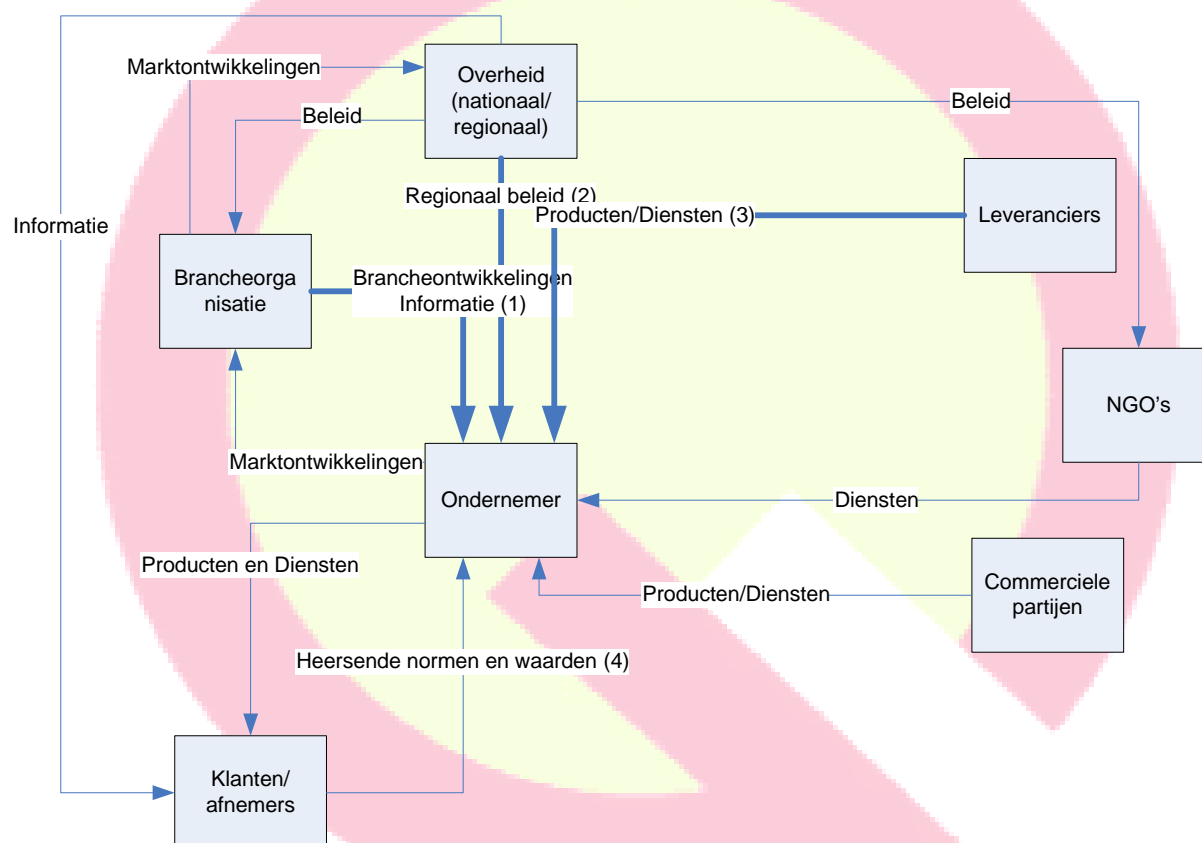 Marktontwikkelingen
Overheid
(nationaal/
regionaal)
Beleid
Beleid
Regionaal beleid (2)
Producten/Diensten (3)
Leveranciers
Informatie
Brancheorga
nisatie
Brancheontwikkelingen
Informatie (1)
NGO's
Marktontwikkelingen
Ondernemer
Diensten
Producten en Diensten
Producten/Diensten
Commerciele
partijen
Heersende normen en waarden (4)
Klanten/
afnemers